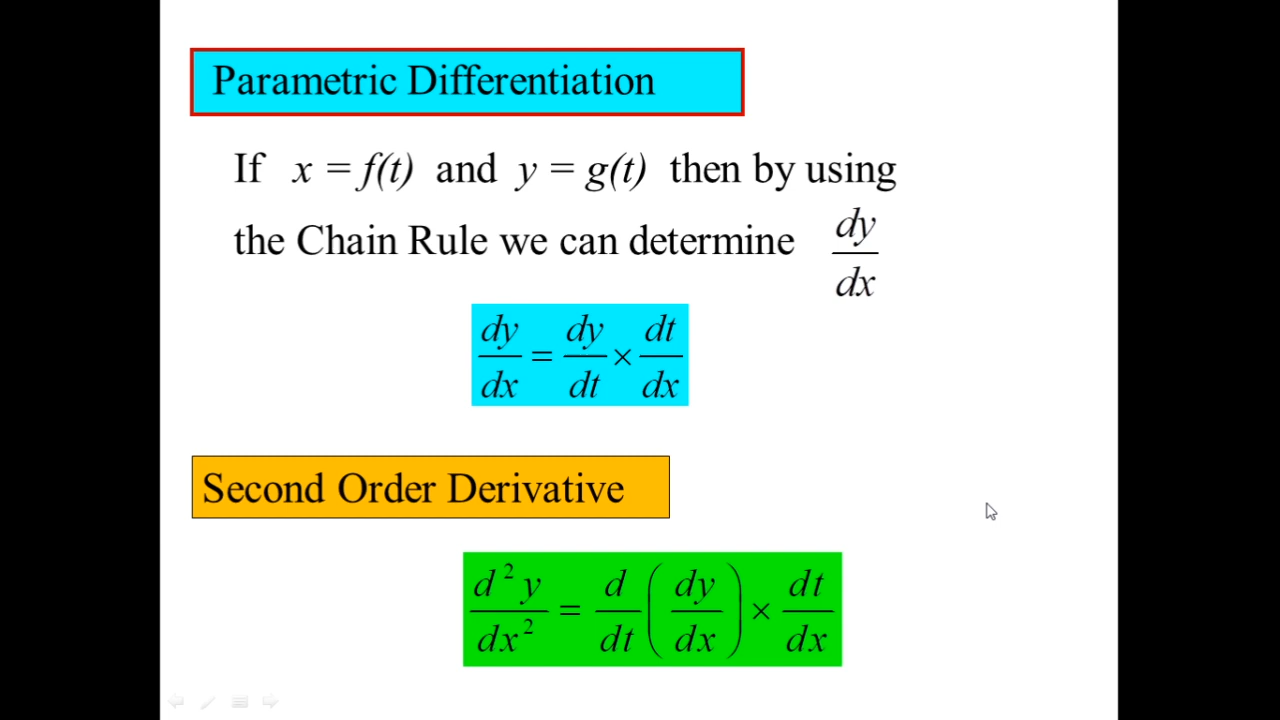 Parametric Differentiation
If x = f(t) and y = g(t) then by using
the Chain Rule we can determine dy/dx
dy/dx = dy/dt × dt/dx
Second Order Derivative
d²y/dx² = d/dt (dy/dx) × dt/dx